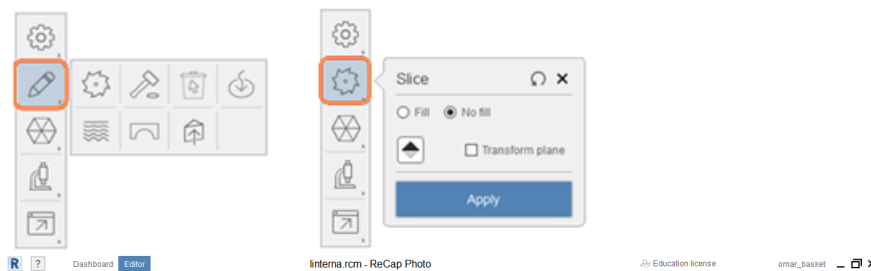 Slice
Fill No fill
Transform plane
Apply
R ? Dashboard Editor linterna.rcm - ReCap Photo Education license omar_basket